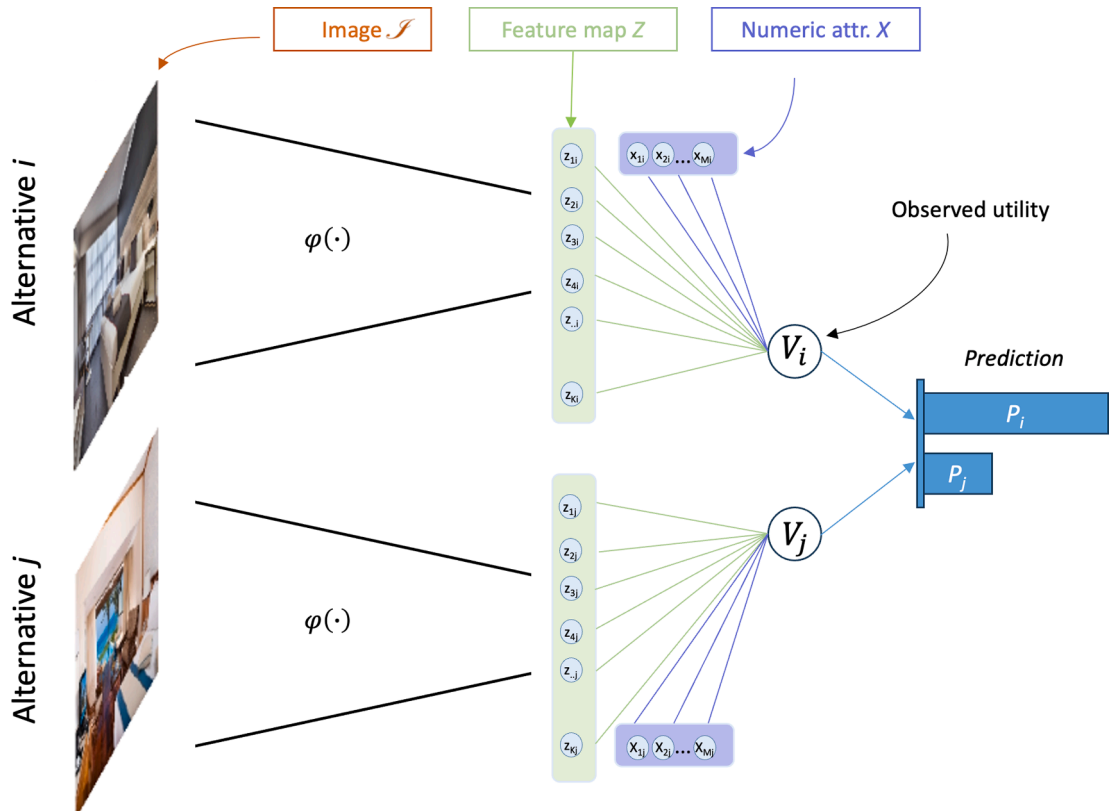 Image ℐ
Feature map Z
Numeric attr. X
Alternative i
φ(·)
z1i
z2i
z3i
z4i
z..i
zKi
x1i x2i ... xMi
Observed utility
Vi
Prediction
Pi
Pj
Alternative j
φ(·)
z1j
z2j
z3j
z4j
z..j
zKj
Vj
x1j x2j ... xMj